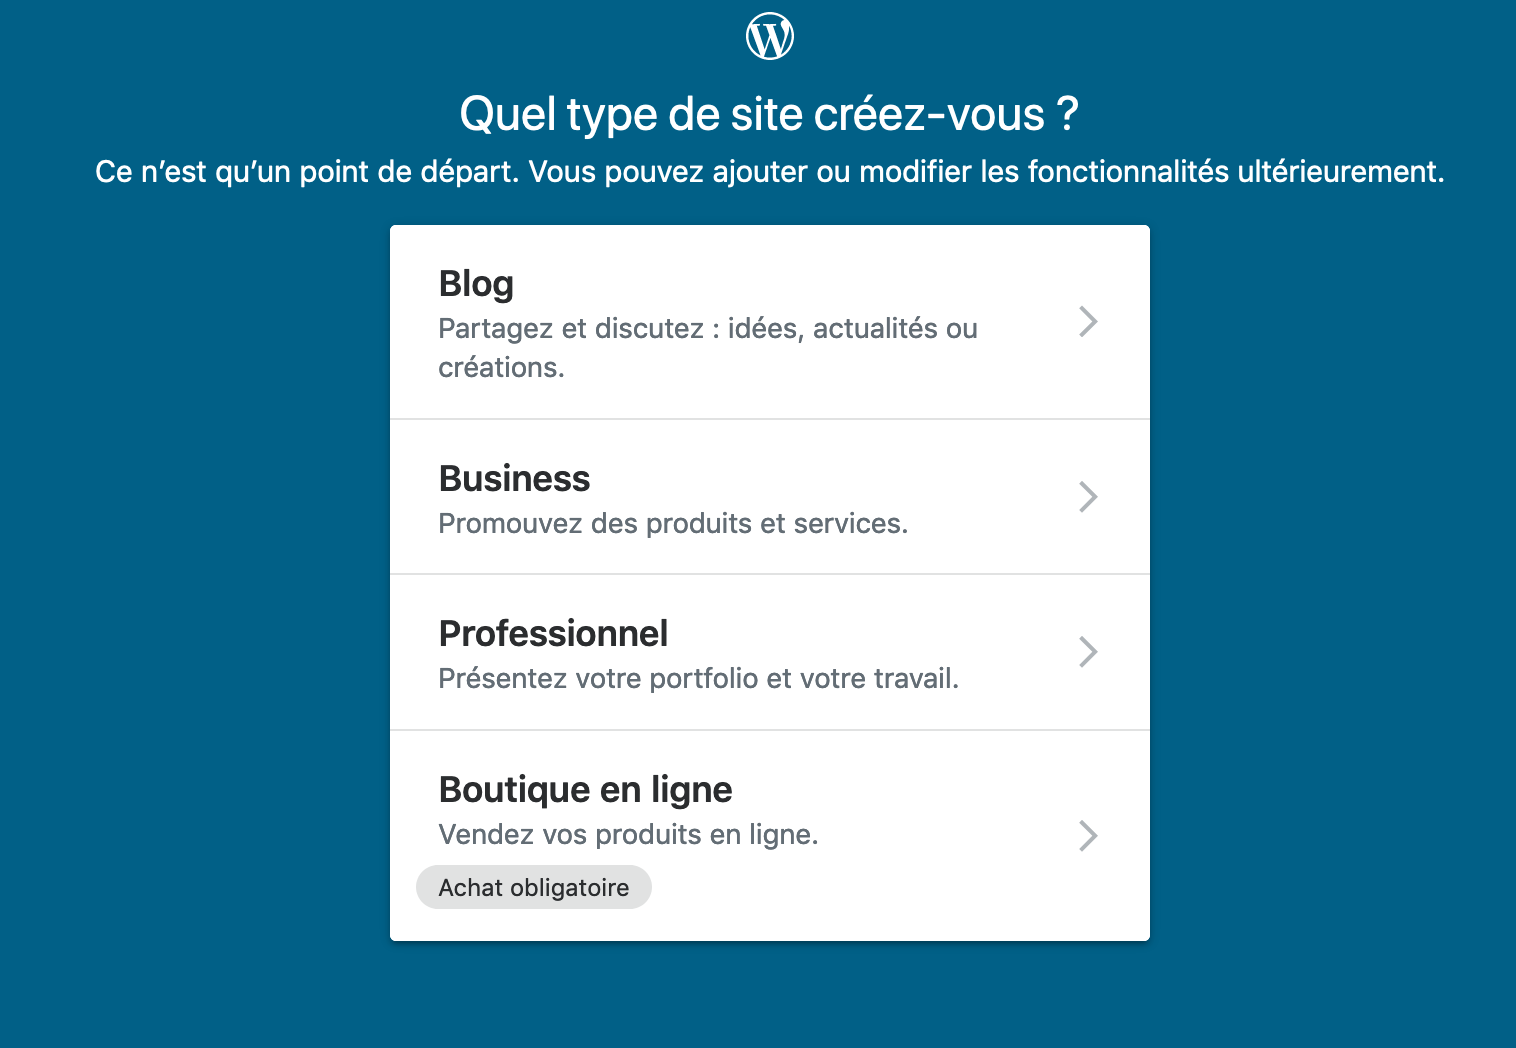 Quel type de site créez-vous ?
Ce n’est qu’un point de départ. Vous pouvez ajouter ou modifier les fonctionnalités ultérieurement.
Blog
Partagez et discutez : idées, actualités ou
créations.
Business
Promouvez des produits et services.
Professionnel
Présentez votre portfolio et votre travail.
Boutique en ligne
Vendez vos produits en ligne.
Achat obligatoire